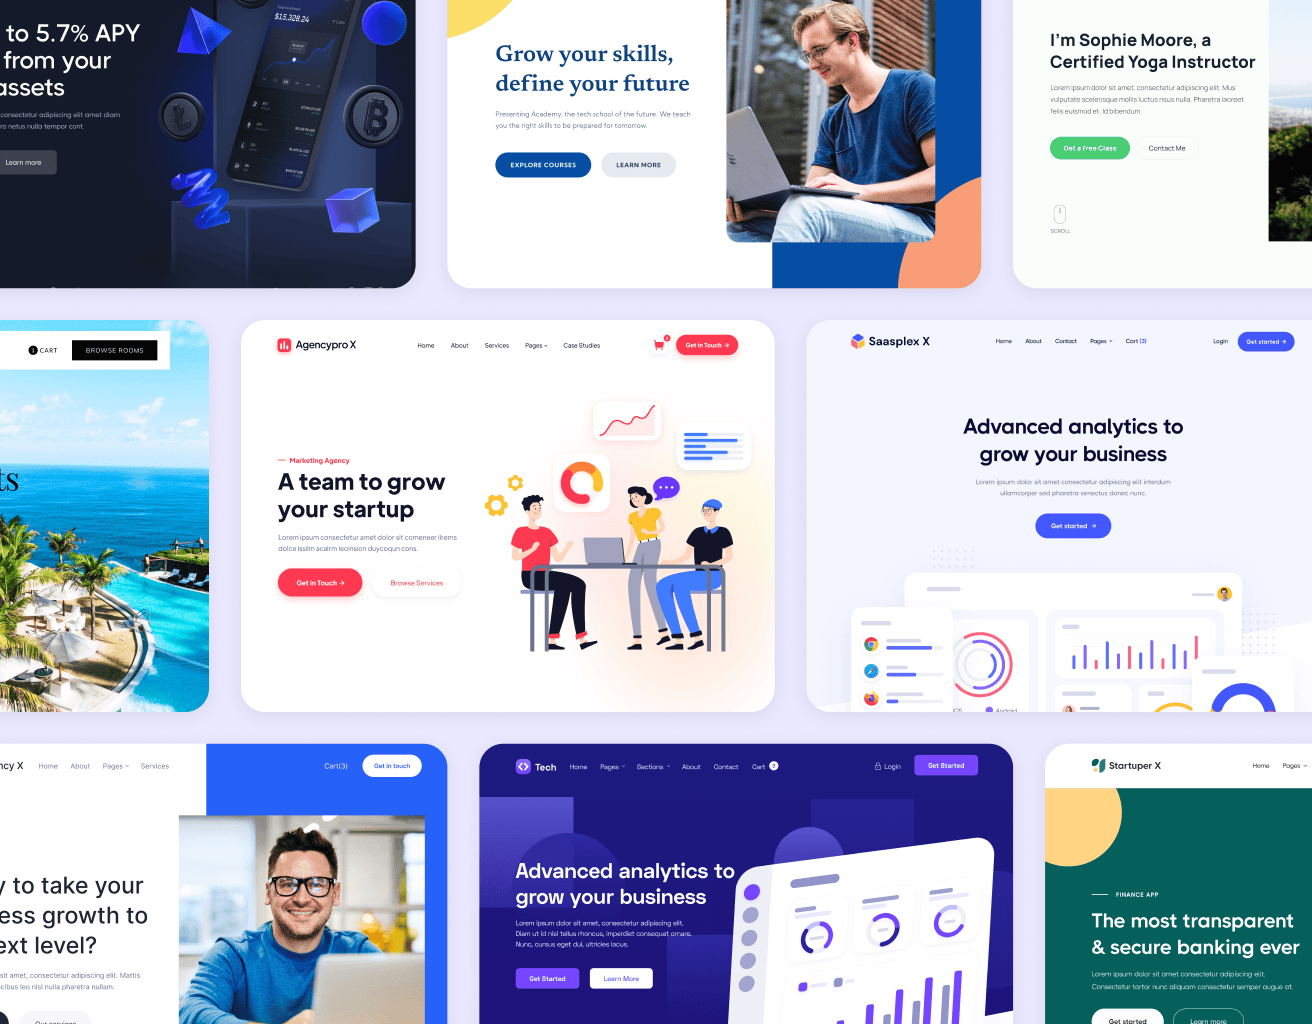 to 5.7% APY
from your
assets
consectetur adipiscing elit amet diam
netus nulla tempor cont.
Learn more
$15,328.24
Grow your skills,
define your future
Presenting Academy, the tech school of the future. We teach
you the right skills to be prepared for tomorrow.
EXPLORE COURSES
LEARN MORE
I'm Sophie Moore, a
Certified Yoga Instructor
Lorem ipsum dolor sit amet, consectetur adipiscing elit. Mus
vulputate scelerisque mollis luctus risus nulla. Pharetra laoreet
felis euismod et. Id bibendum.
Get a Free Class
Contact Me
SCROLL
CART
BROWSE ROOMS
ts
Agencypro X
Home
About
Services
Pages
Case Studies
Get in Touch →
Marketing Agency
A team to grow
your startup
Lorem ipsum consectetur amet dolor sit comeneer ilrems
dolce issilm acalrm leoinsion duycoqun cons.
Get in Touch →
Browse Services
Saasplex X
Home
About
Contact
Pages
Cart (3)
Login
Get started →
Advanced analytics to
grow your business
Lorem ipsum dolor sit amet consectetur adipiscing elit interdum
ullamcorper sed pharetra senectus donec nunc.
Get started →
iOS
Android
ncy X
Home
About
Pages
Services
Cart(3)
Get in touch
y to take your
ess growth to
ext level?
sit amet, consectetur adipiscing elit. Mattis
cibus leo nisl nulla pharetra nullam.
Our services
Tech
Home
Pages
Sections
About
Contact
Cart
3
Login
Get Started
Advanced analytics to
grow your business
Lorem ipsum dolor sit amet, consectetur adipiscing elit.
Diam ut id nisl tellus rhoncus, imperdiet consequat ornare.
Nunc, cursus eget dui, ultricies lacus.
Get Started
Learn More
Startuper X
Home
Pages
FINANCE APP
The most transparent
& secure banking ever
Lorem ipsum dolor sit amet consectetur adipiscing elit.
Consectetur tortor nunc aliquam consectetur semper augue at.
Get started
Learn more